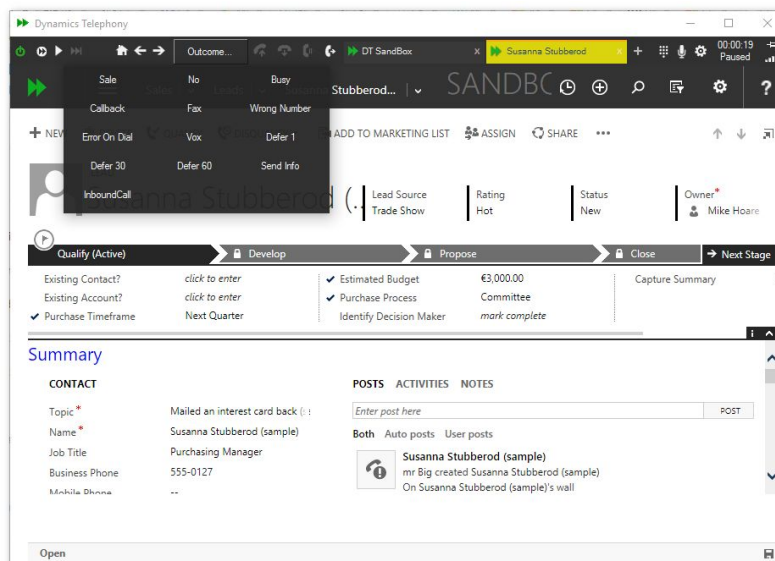 Dynamics Telephony
Outcome... DT SandBox x Susanna Stubberod x + 00:00:19
Paused
Sale No Busy
Stubberod... SANDBC ?
Callback Fax Wrong Number
+ NEW ADD TO MARKETING LIST ASSIGN SHARE ...
Error On Dial Vox Defer 1
Defer 30 Defer 60 Send Info
InboundCall
Susanna Stubberod (...
Lead Source Rating Status Owner*
Trade Show Hot New Mike Hoare
Qualify (Active) Develop Propose Close Next Stage
Existing Contact? click to enter Estimated Budget €3,000.00 Capture Summary
Existing Account? click to enter Purchase Process Committee
Purchase Timeframe Next Quarter Identify Decision Maker mark complete
Summary
CONTACT POSTS ACTIVITIES NOTES
Topic* Mailed an interest card back (s Enter post here POST
Name* Susanna Stubberod (sample) Both Auto posts User posts
Job Title Purchasing Manager Susanna Stubberod (sample)
Business Phone 555-0127 mr Big created Susanna Stubberod (sample)
Mobile Phone -- On Susanna Stubberod (sample)'s wall
Open